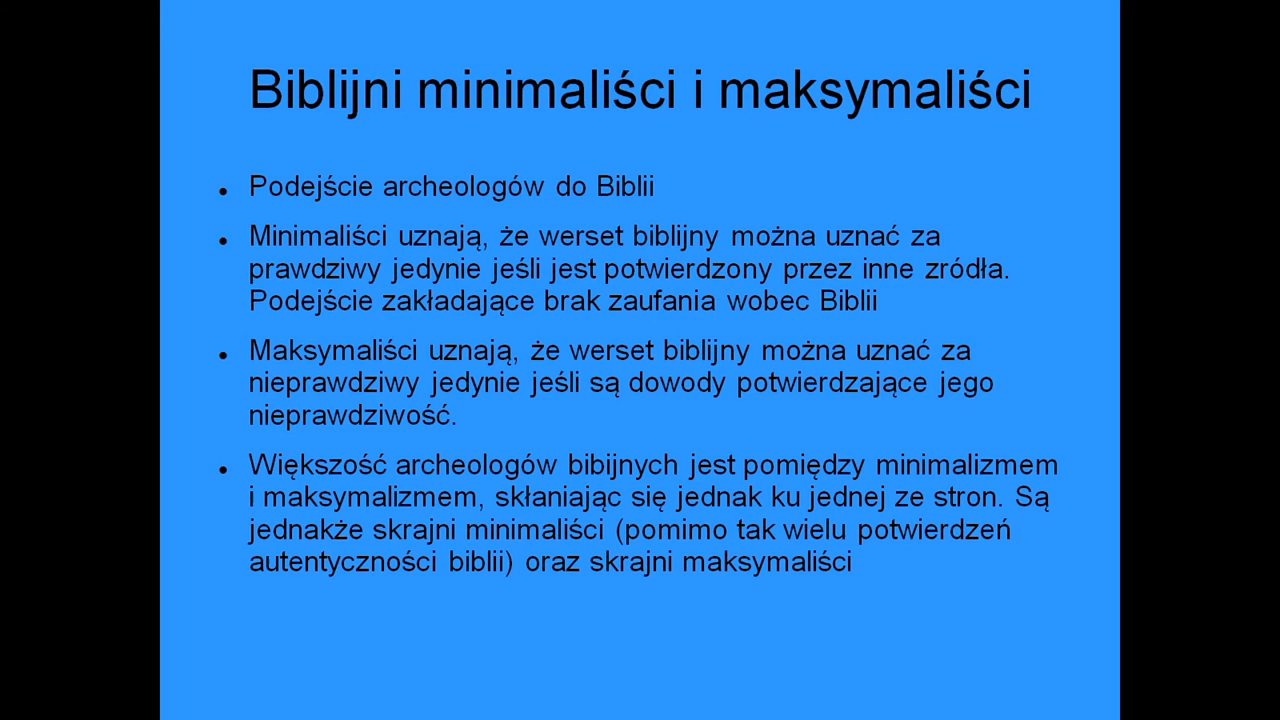 Biblijni minimaliści i maksymaliści
Podejście archeologów do Biblii
Minimaliści uznają, że werset biblijny można uznać za
prawdziwy jedynie jeśli jest potwierdzony przez inne zródła.
Podejście zakładające brak zaufania wobec Biblii
Maksymaliści uznają, że werset biblijny można uznać za
nieprawdziwy jedynie jeśli są dowody potwierdzające jego
nieprawdziwość.
Większość archeologów bibijnych jest pomiędzy minimalizmem
i maksymalizmem, skłaniając się jednak ku jednej ze stron. Są
jednakże skrajni minimaliści (pomimo tak wielu potwierdzeń
autentyczności biblii) oraz skrajni maksymaliści